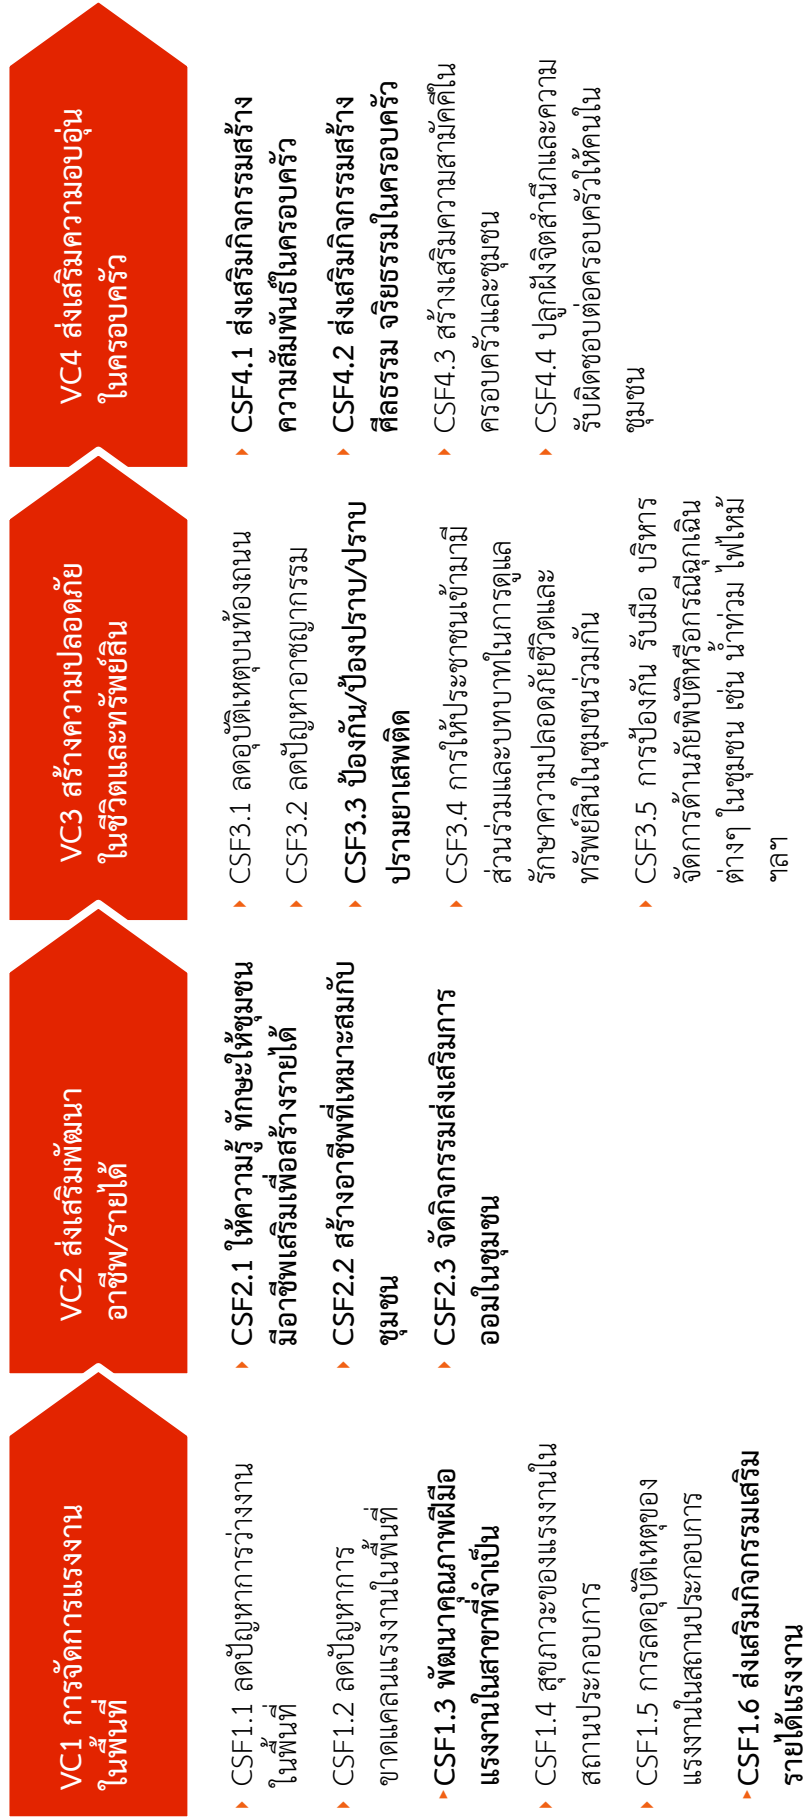 VC1 การจัดการแรงงาน
ในพื้นที่
CSF1.1 ลดปัญหาการว่างงาน
ในพื้นที่
CSF1.2 ลดปัญหาการ
ขาดแคลนแรงงานในพื้นที่
CSF1.3 พัฒนาคุณภาพฝีมือ
แรงงานในสาขาที่จำเป็น
CSF1.4 สุขภาวะของแรงงานใน
สถานประกอบการ
CSF1.5 การลดอุบัติเหตุของ
แรงงานในสถานประกอบการ
CSF1.6 ส่งเสริมกิจกรรมเสริม
รายได้แรงงาน
VC2 ส่งเสริมพัฒนา
อาชีพ/รายได้
CSF2.1 ให้ความรู้ ทักษะให้ชุมชน
มีอาชีพเสริมเพื่อสร้างรายได้
CSF2.2 สร้างอาชีพที่เหมาะสมกับ
ชุมชน
CSF2.3 จัดกิจกรรมส่งเสริมการ
ออมในชุมชน
VC3 สร้างความปลอดภัย
ในชีวิตและทรัพย์สิน
CSF3.1 ลดอุบัติเหตุบนท้องถนน
CSF3.2 ลดปัญหาอาชญากรรม
CSF3.3 ป้องกัน/ป้องปราบ/ปราบ
ปรามยาเสพติด
CSF3.4 การให้ประชาชนเข้ามามี
ส่วนร่วมและบทบาทในการดูแล
รักษาความปลอดภัยชีวิตและ
ทรัพย์สินในชุมชนร่วมกัน
CSF3.5 การป้องกัน รับมือ บริหาร
จัดการด้านภัยพิบัติหรือกรณีฉุกเฉิน
ต่างๆ ในชุมชน เช่น น้ำท่วม ไฟไหม้
ฯลฯ
VC4 ส่งเสริมความอบอุ่น
ในครอบครัว
CSF4.1 ส่งเสริมกิจกรรมสร้าง
ความสัมพันธ์ในครอบครัว
CSF4.2 ส่งเสริมกิจกรรมสร้าง
ศีลธรรม จริยธรรมในครอบครัว
CSF4.3 สร้างเสริมความสามัคคีใน
ครอบครัวและชุมชน
CSF4.4 ปลูกฝังจิตสำนึกและความ
รับผิดชอบต่อครอบครัวให้คนใน
ชุมชน